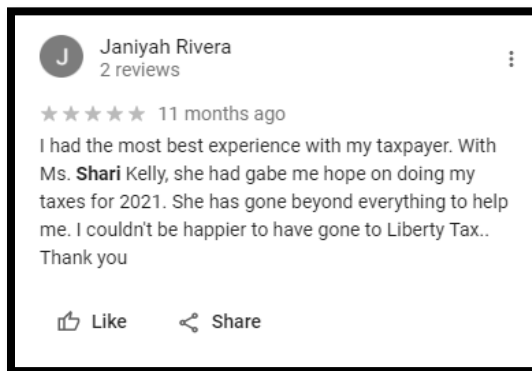 J
Janiyah Rivera
2 reviews
11 months ago
I had the most best experience with my taxpayer. With
Ms. Shari Kelly, she had gabe me hope on doing my
taxes for 2021. She has gone beyond everything to help
me. I couldn't be happier to have gone to Liberty Tax..
Thank you
Like Share